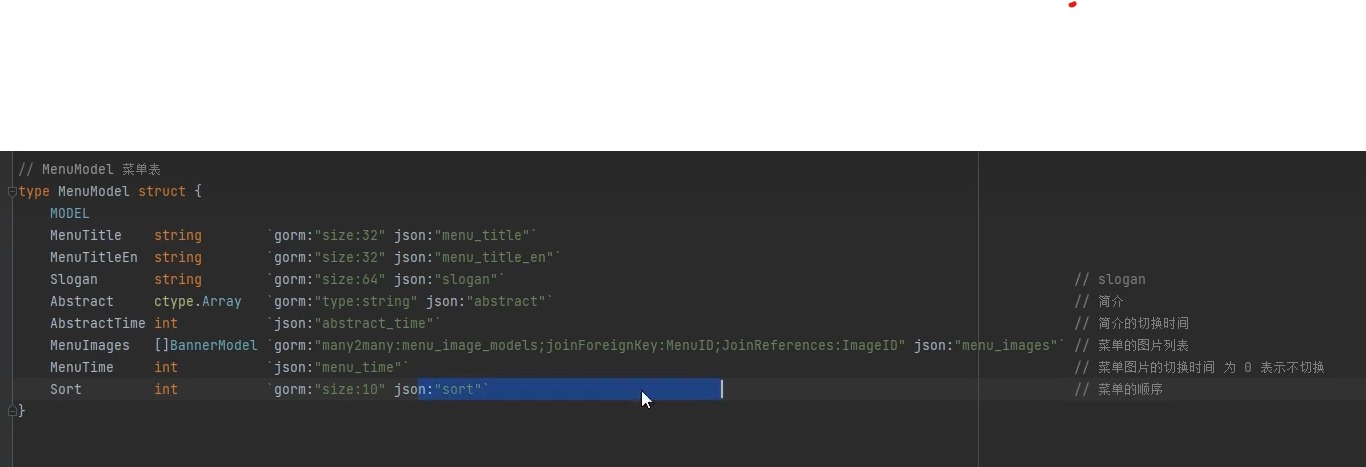 // MenuModel 菜单表
type MenuModel struct {
MODEL
MenuTitle string `gorm:"size:32" json:"menu_title"`
MenuTitleEn string `gorm:"size:32" json:"menu_title_en"`
Slogan string `gorm:"size:64" json:"slogan"` // slogan
Abstract ctype.Array `gorm:"type:string" json:"abstract"` // 简介
AbstractTime int `json:"abstract_time"` // 简介的切换时间
MenuImages []BannerModel `gorm:"many2many:menu_image_models;joinForeignKey:MenuID;JoinReferences:ImageID" json:"menu_images"` // 菜单的图片列表
MenuTime int `json:"menu_time"` // 菜单图片的切换时间 为 0 表示不切换
Sort int `gorm:"size:10" json:"sort"` // 菜单的顺序
}